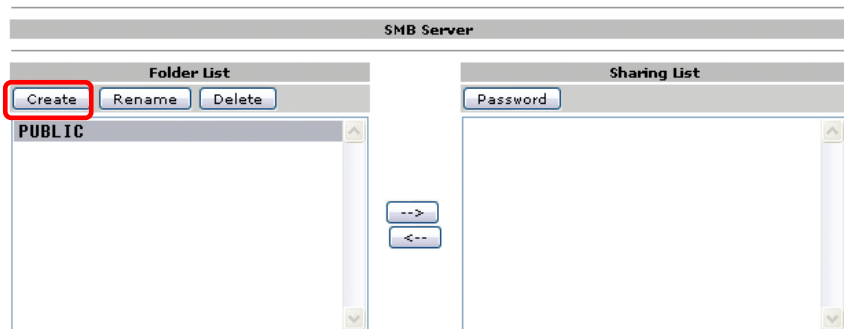 SMB Server
Folder List
Sharing List
Create Rename Delete
Password
PUBLIC
-->
<--